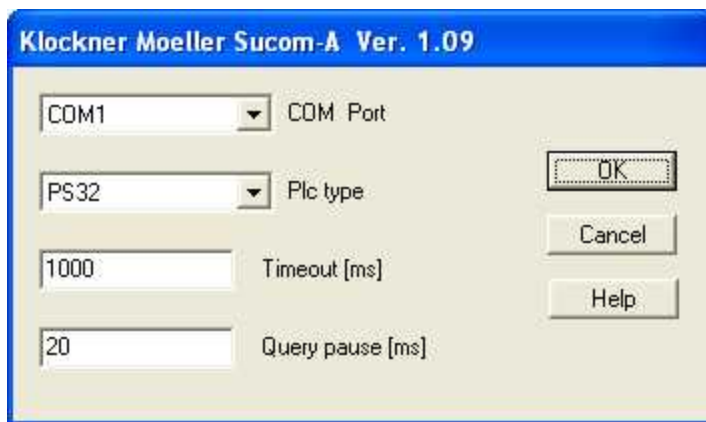 Klockner Moeller Sucom-A  Ver. 1.09
COM1
COM  Port
PS32
Plc type
1000
Timeout [ms]
20
Query pause [ms]
OK
Cancel
Help